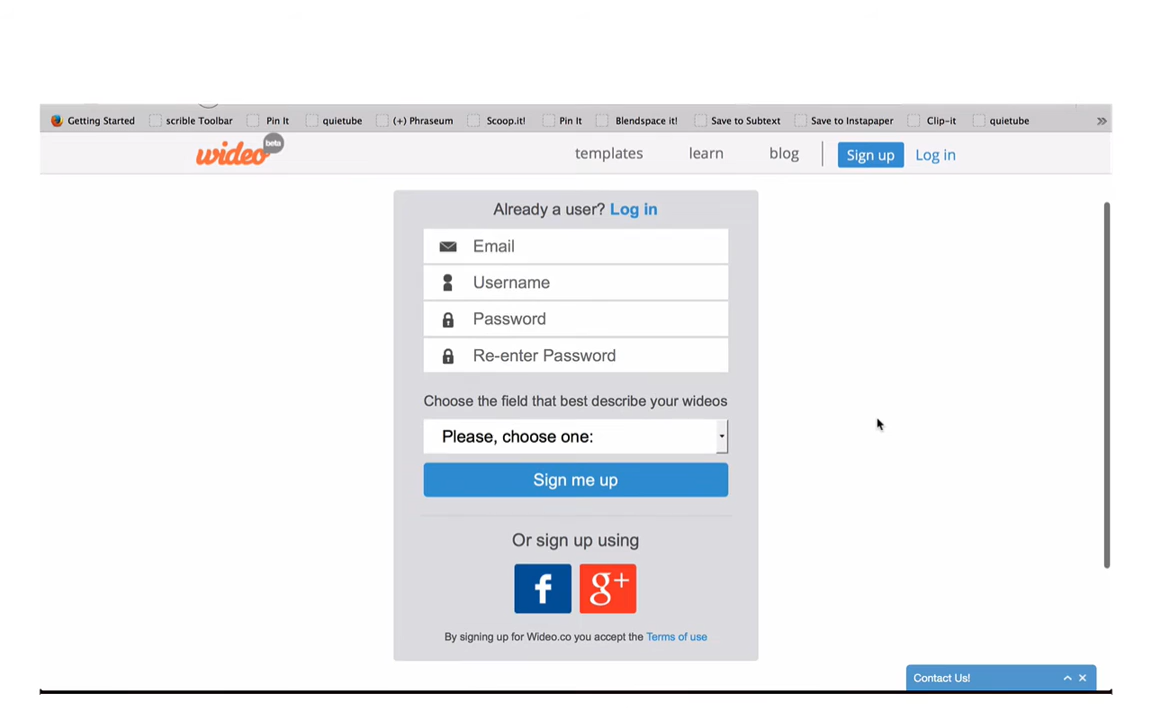 Getting Started scrible Toolbar Pin It quietube (+) Phraseum Scoop.it! Pin It Blendspace it! Save to Subtext Save to Instapaper Clip-it quietube »
wideo beta templates learn blog Sign up Log in
Already a user? Log in
Email
Username
Password
Re-enter Password
Choose the field that best describe your wideos
Please, choose one:
Sign me up
Or sign up using
f g+
By signing up for Wideo.co you accept the Terms of use
Contact Us!